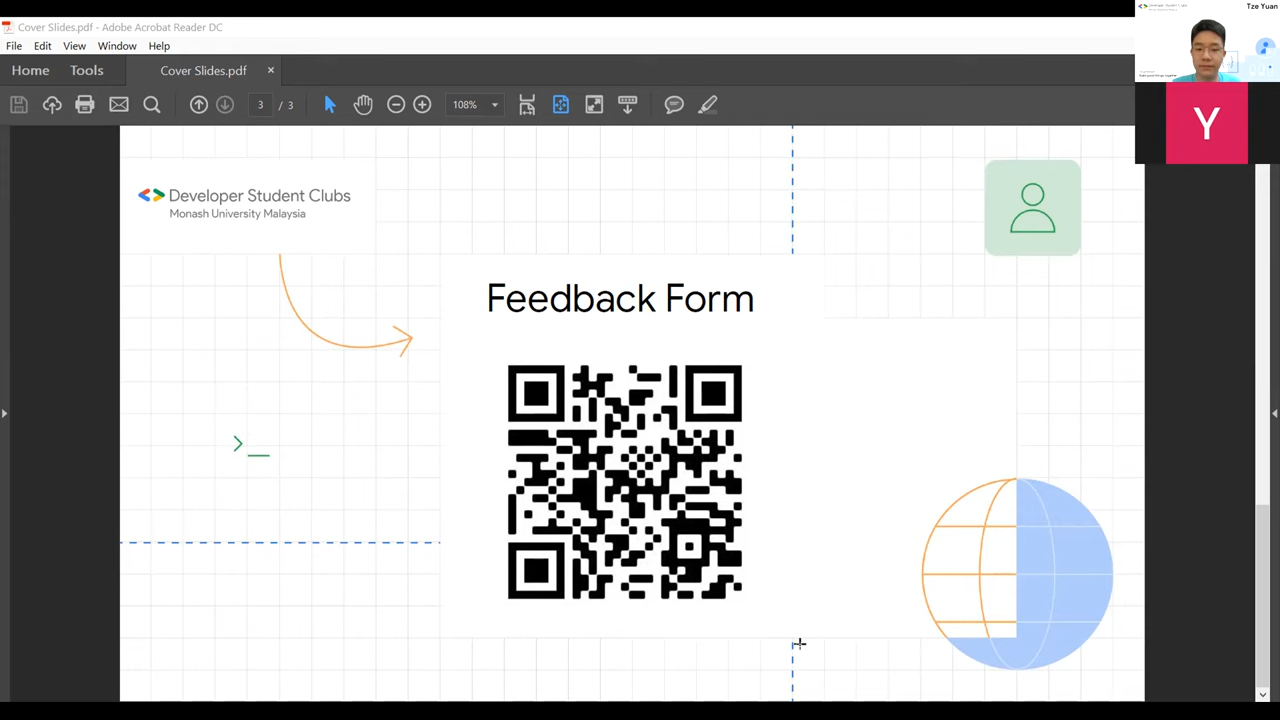 Cover Slides.pdf - Adobe Acrobat Reader DC
File Edit View Window Help
Home Tools Cover Slides.pdf ×
3 / 3 108%
Tze Yuan
Y
Developer Student Clubs
Monash University Malaysia
Feedback Form
>_